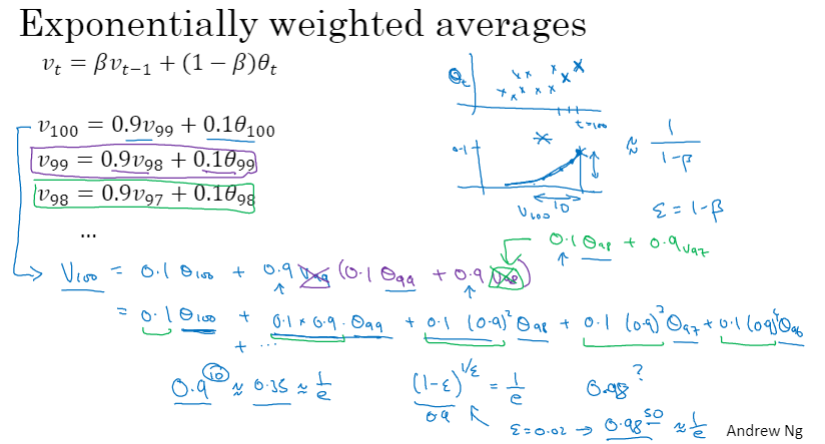 Exponentially weighted averages
v_t = βv_{t−1} + (1 − β)θ_t
v_100 = 0.9v_99 + 0.1θ_100
v_99 = 0.9v_98 + 0.1θ_99
v_98 = 0.9v_97 + 0.1θ_98
...
θ_t
t=100
0.1
V_100
10
≈ 1/(1-β)
ε = 1-β
0.1 θ_98 + 0.9 V_97
V_100 = 0.1 θ_100 + 0.9 V_99 (0.1 θ_99 + 0.9 V_98)
= 0.1 θ_100 + 0.1 × 0.9 · θ_99 + 0.1 (0.9)² θ_98 + 0.1 (0.9)³ θ_97 + 0.1 (0.9)⁴ θ_96
+ ...
0.9^10 ≈ 0.35 ≈ 1/e
(1-ε)^{1/ε} = 1/e
0.9
0.98 ?
ε = 0.02 → 0.98^50 ≈ 1/e
Andrew Ng